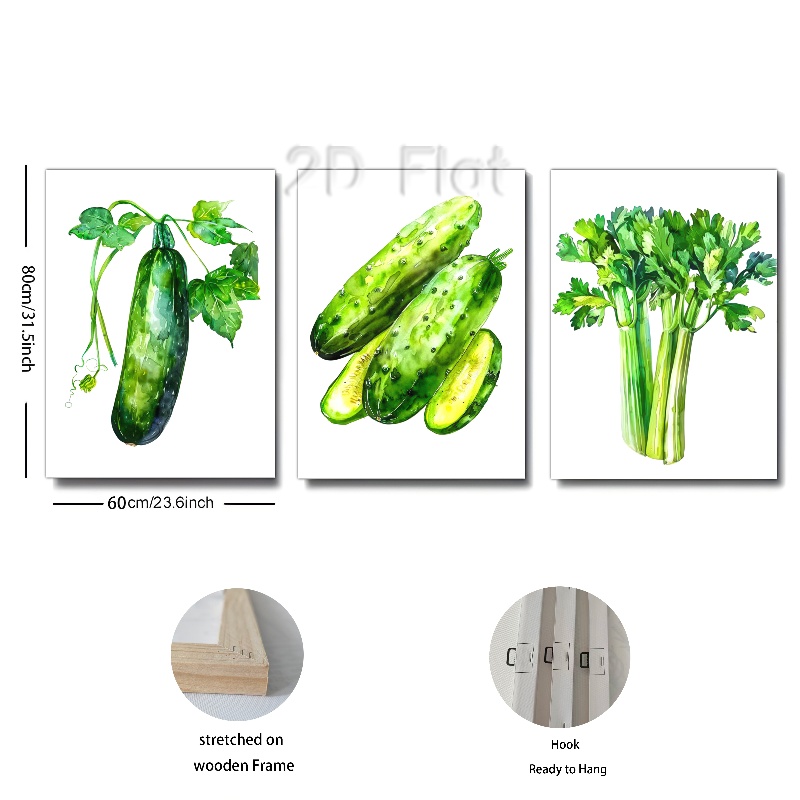 2D Flat
80cm/31.5inch
60cm/23.6inch
stretched on
wooden Frame
Hook
Ready to Hang